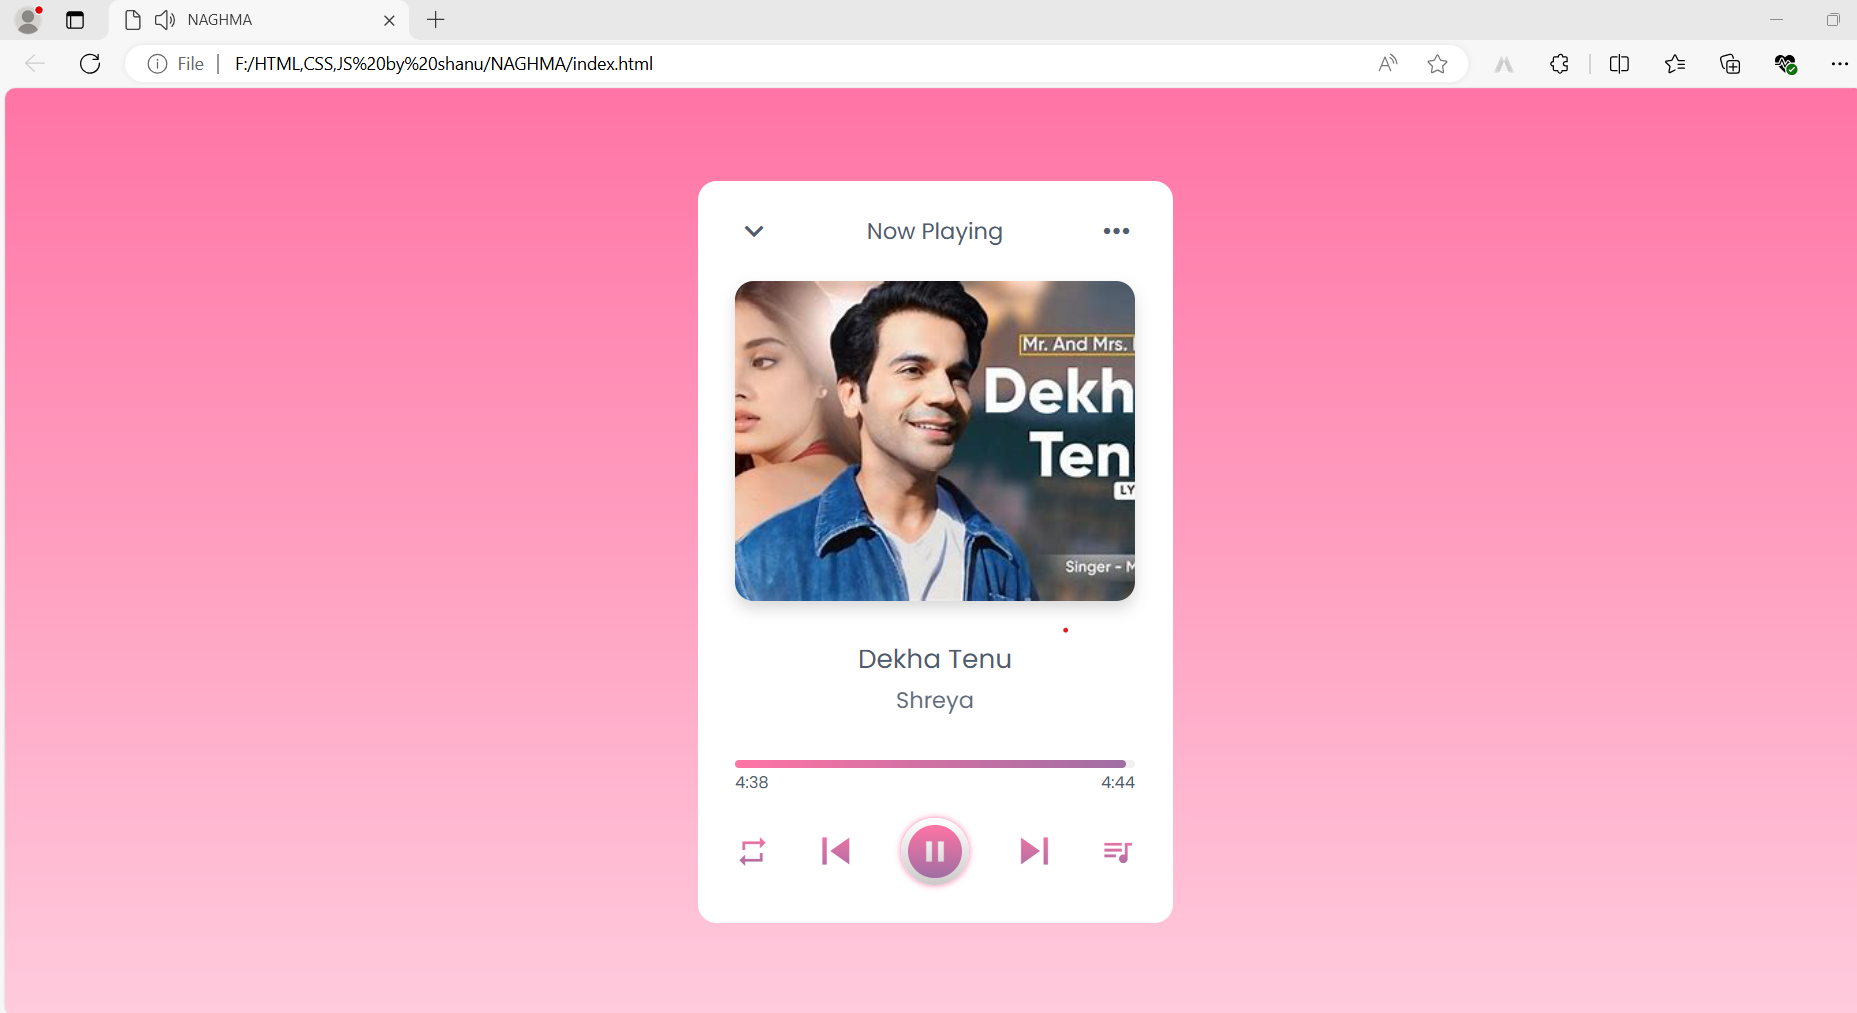 NAGHMA
File
F:/HTML,CSS,JS%20by%20shanu/NAGHMA/index.html
Now Playing
Mr. And Mrs.
Dekh
Ten
LY
Singer - M
Dekha Tenu
Shreya
4:38
4:44